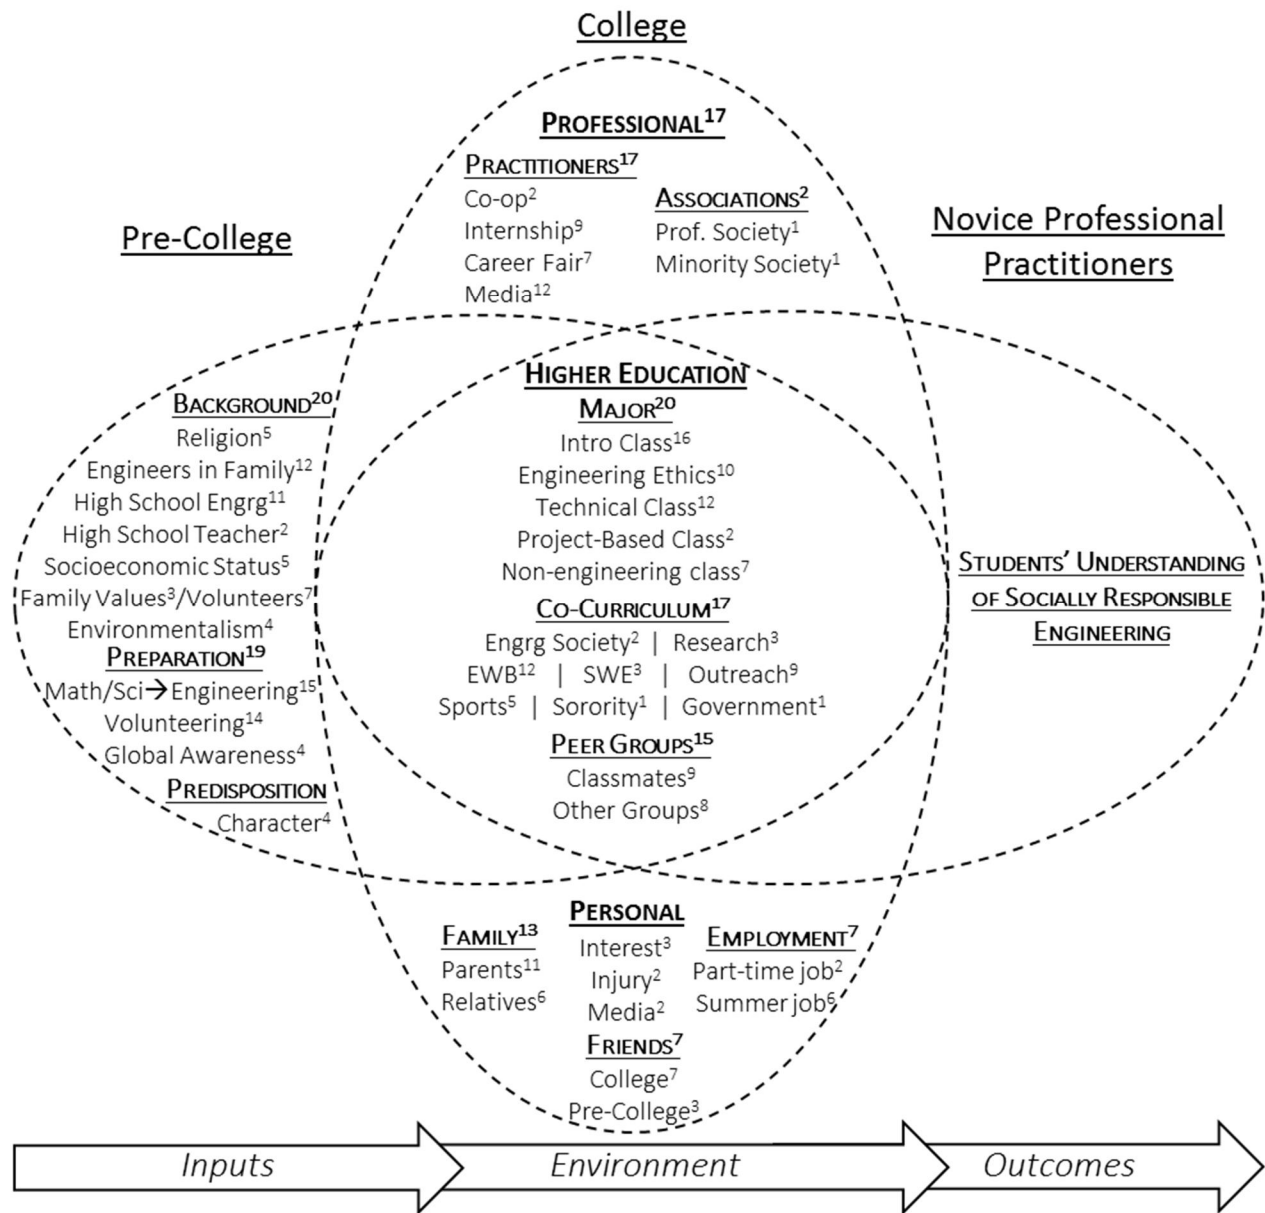 College
PROFESSIONAL¹⁷
PRACTITIONERS¹⁷
Co-op²
Internship⁹
Career Fair⁷
Media¹²
ASSOCIATIONS²
Prof. Society¹
Minority Society¹
Pre-College
Novice Professional
Practitioners
BACKGROUND²⁰
Religion⁵
Engineers in Family¹²
High School Engrg¹¹
High School Teacher²
Socioeconomic Status⁵
Family Values³/Volunteers⁷
Environmentalism⁴
PREPARATION¹⁹
Math/Sci→Engineering¹⁵
Volunteering¹⁴
Global Awareness⁴
PREDISPOSITION
Character⁴
HIGHER EDUCATION
MAJOR²⁰
Intro Class¹⁶
Engineering Ethics¹⁰
Technical Class¹²
Project-Based Class²
Non-engineering class⁷
CO-CURRICULUM¹⁷
Engrg Society² | Research³
EWB¹² | SWE³ | Outreach⁹
Sports⁵ | Sorority¹ | Government¹
PEER GROUPS¹⁵
Classmates⁹
Other Groups⁸
STUDENTS' UNDERSTANDING
OF SOCIALLY RESPONSIBLE
ENGINEERING
PERSONAL
Interest³
Injury²
Media²
FAMILY¹³
Parents¹¹
Relatives⁶
EMPLOYMENT⁷
Part-time job²
Summer job⁶
FRIENDS⁷
College⁷
Pre-College³
Inputs
Environment
Outcomes